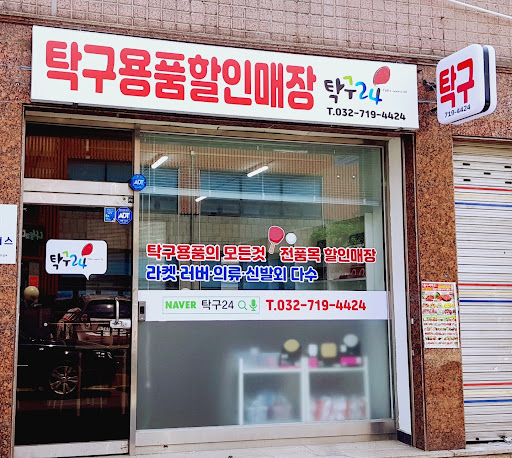 탁구용품할인매장
탁구24
T.032-719-4424
탁구
719-4424
ADT
ADT
탁구24
탁구용품의 모든것 전품목 할인매장
라켓·러버·의류·신발외 다수
NAVER 탁구24 T.032-719-4424
스